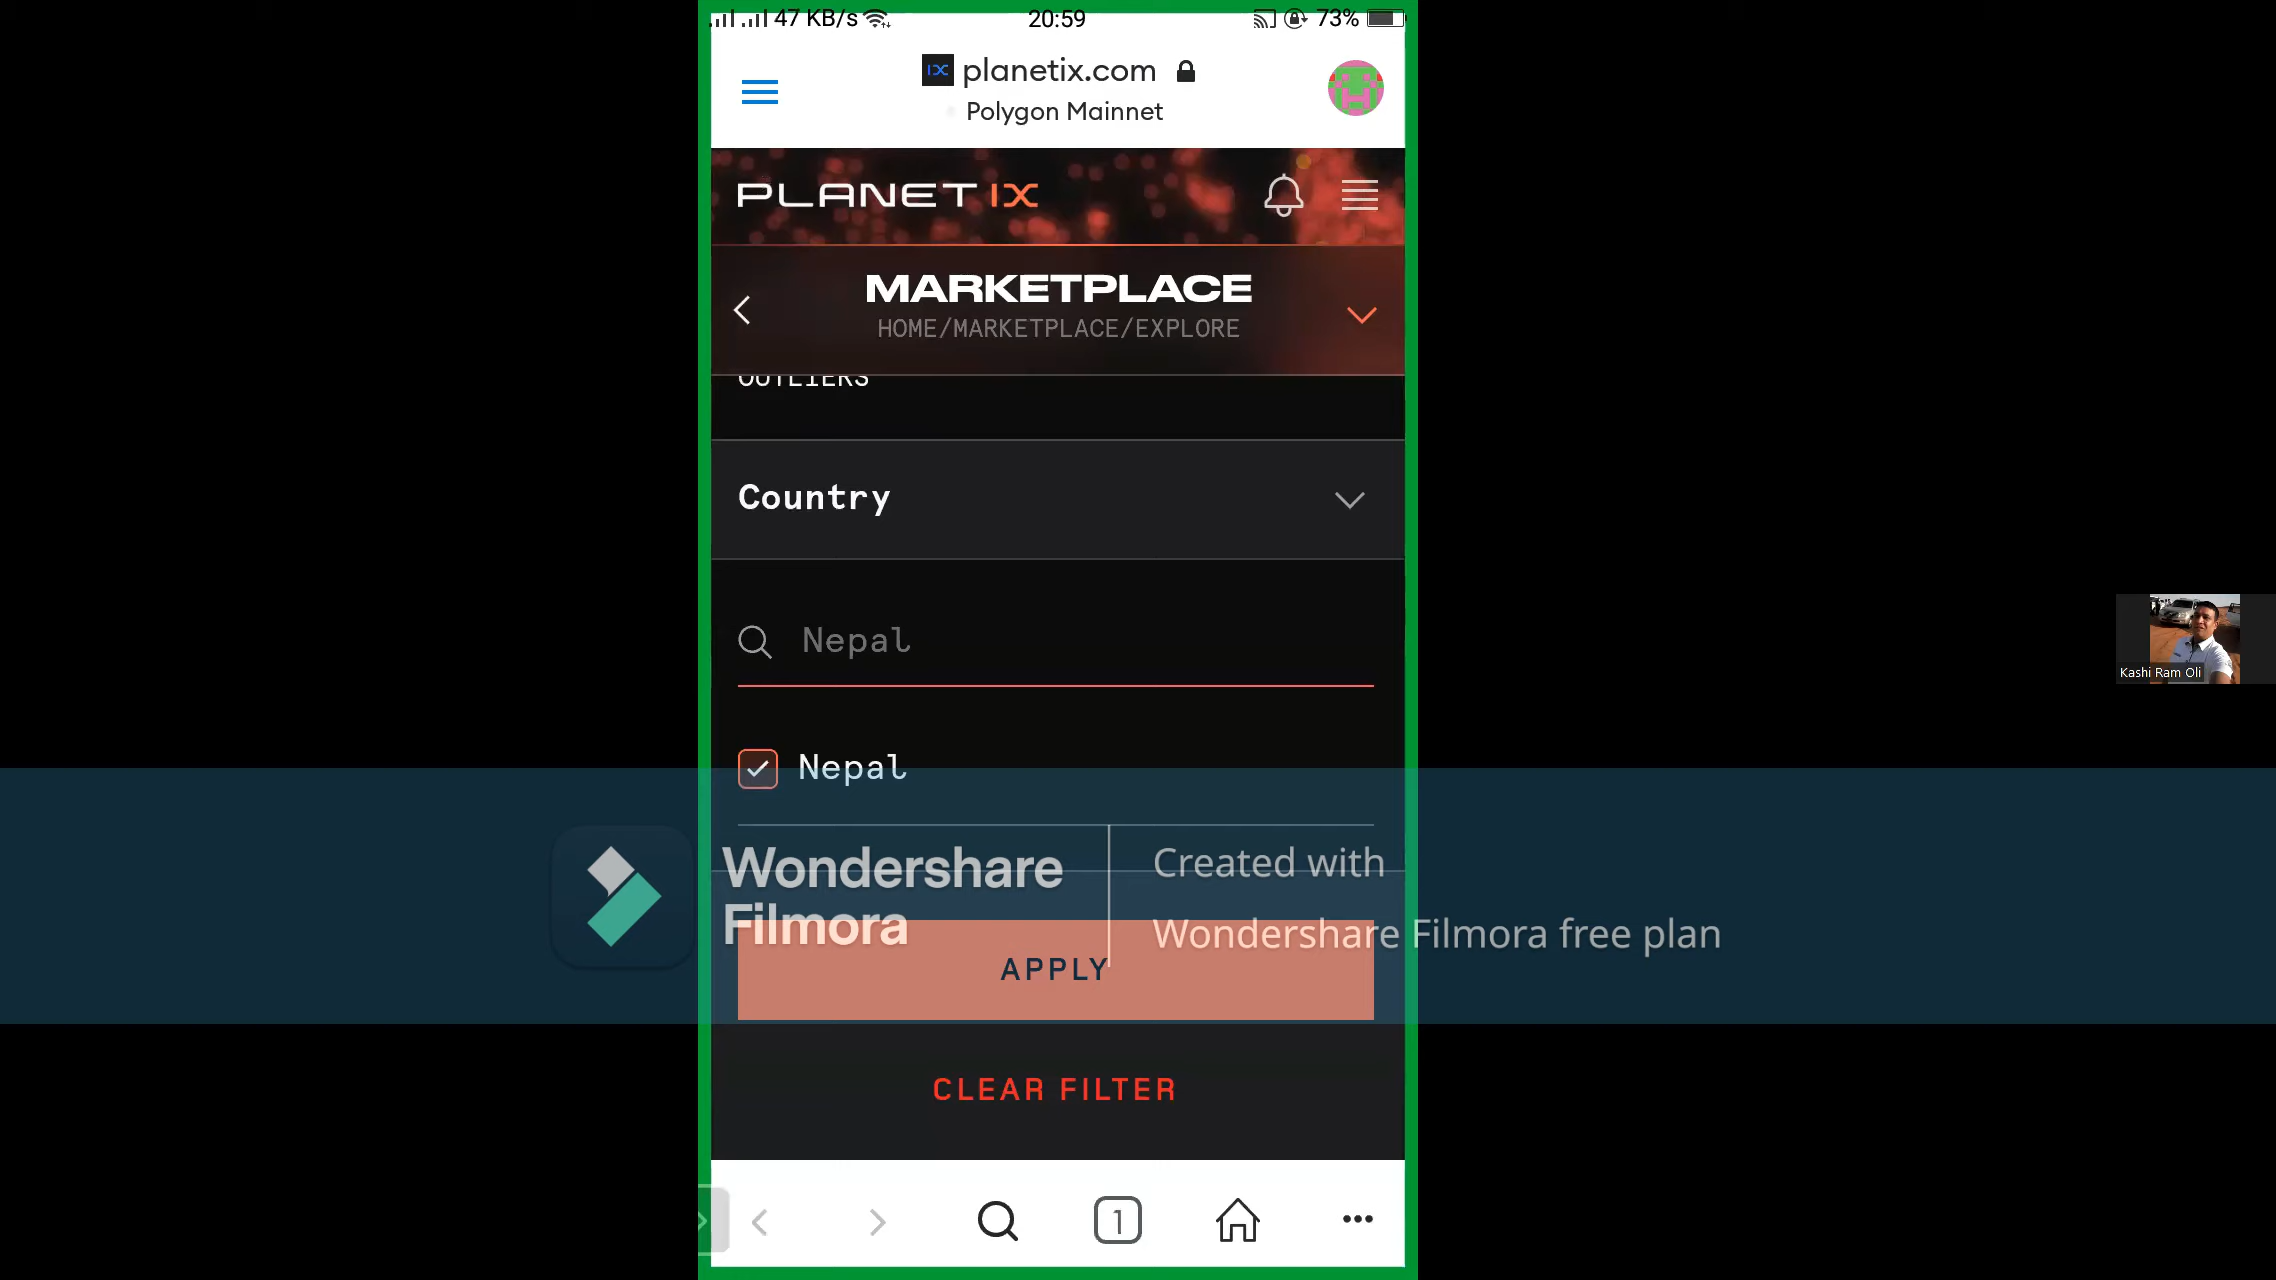 47 KB/s
20:59
73%
planetix.com
Polygon Mainnet
PLANET IX
MARKETPLACE
HOME/MARKETPLACE/EXPLORE
OUTLIERS
Country
Nepal
Nepal
Wondershare
Filmora
Created with
Wondershare Filmora free plan
APPLY
CLEAR FILTER
1
Kashi Ram Oli